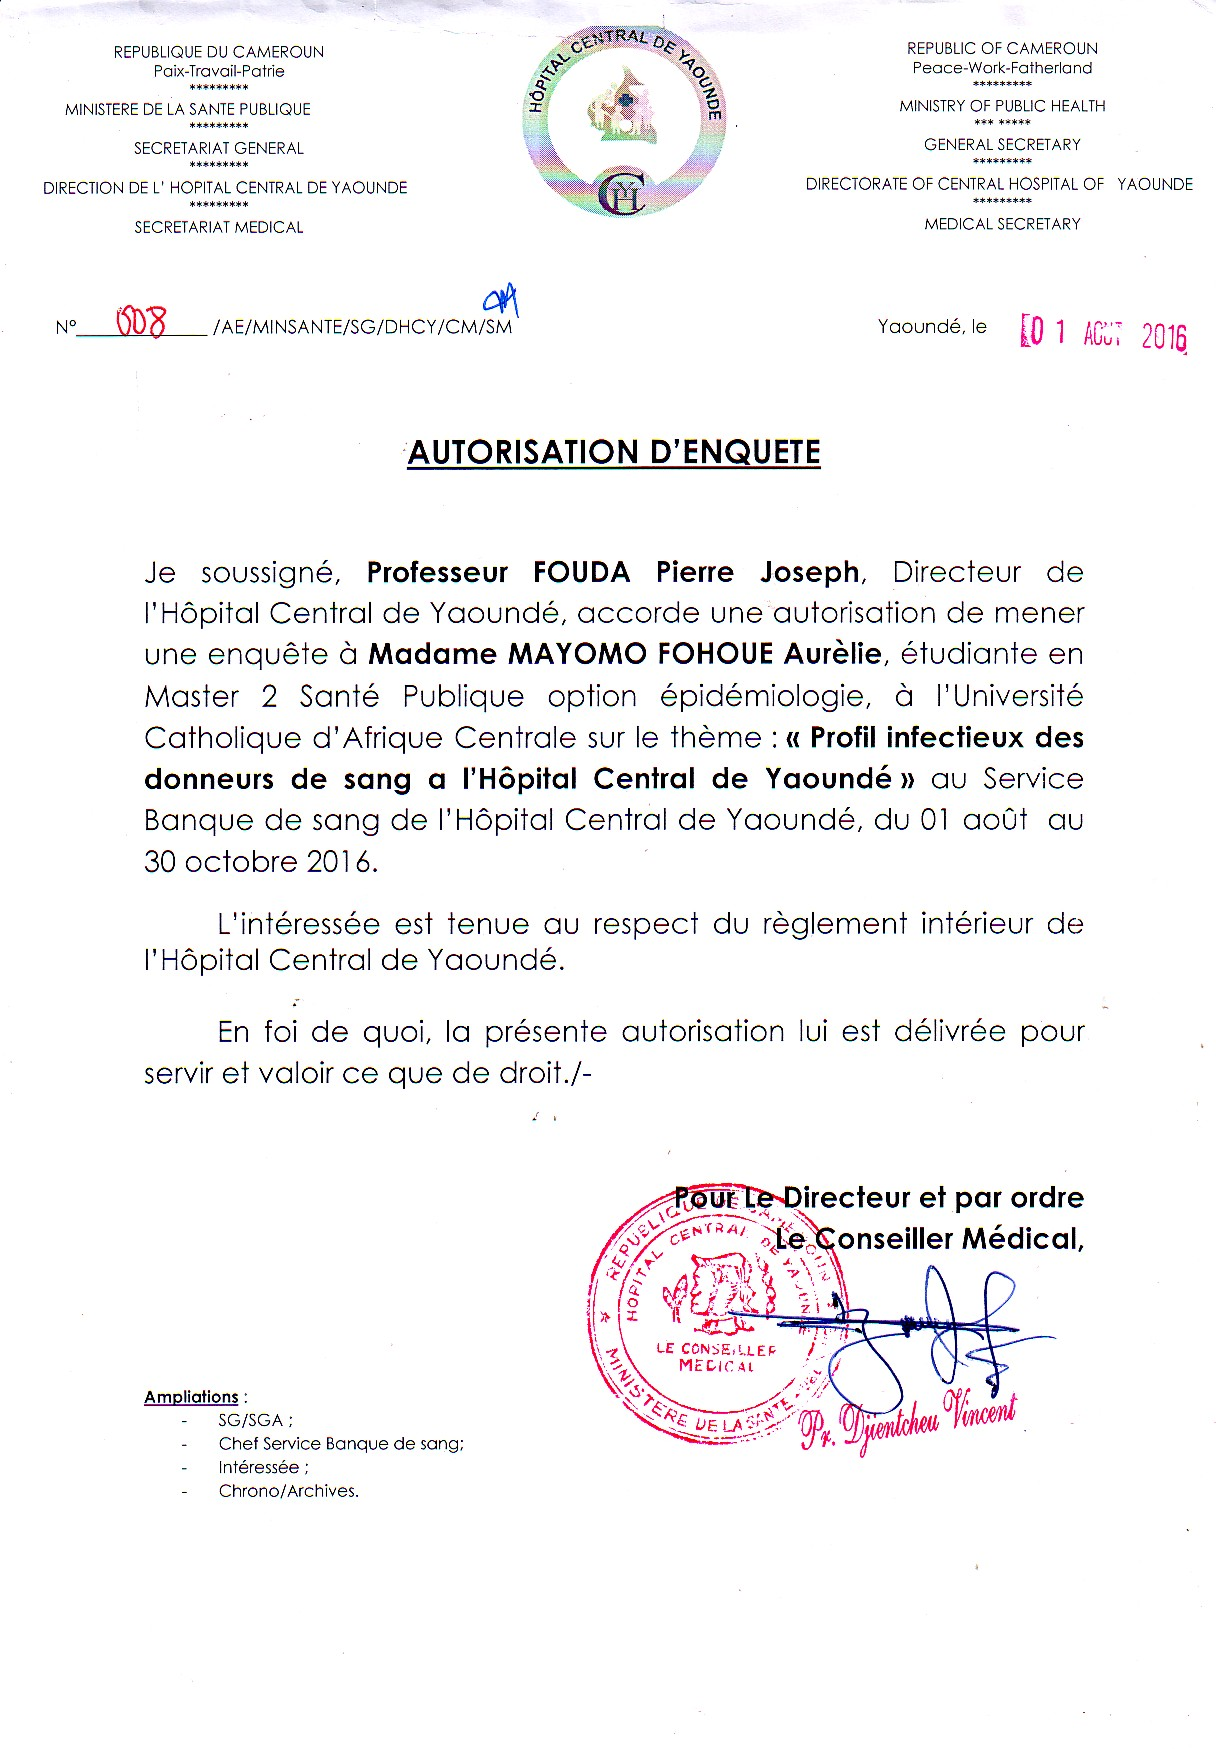 REPUBLIQUE DU CAMEROUN
Paix-Travail-Patrie
*********
MINISTERE DE LA SANTE PUBLIQUE
*********
SECRETARIAT GENERAL
*********
DIRECTION DE L' HOPITAL CENTRAL DE YAOUNDE
*********
SECRETARIAT MEDICAL
HÔPITAL CENTRAL DE YAOUNDE
HCY
REPUBLIC OF CAMEROON
Peace-Work-Fatherland
*********
MINISTRY OF PUBLIC HEALTH
*** *****
GENERAL SECRETARY
*********
DIRECTORATE OF CENTRAL HOSPITAL OF YAOUNDE
*********
MEDICAL SECRETARY
N° /AE/MINSANTE/SG/DHCY/CM/SM
Yaoundé, le 01 AOUT 2016
AUTORISATION D'ENQUETE
Je soussigné, Professeur FOUDA Pierre Joseph, Directeur de
l'Hôpital Central de Yaoundé, accorde une autorisation de mener
une enquête à Madame MAYOMO FOHOUE Aurèlie, étudiante en
Master 2 Santé Publique option épidémiologie, à l'Université
Catholique d'Afrique Centrale sur le thème : « Profil infectieux des
donneurs de sang a l'Hôpital Central de Yaoundé » au Service
Banque de sang de l'Hôpital Central de Yaoundé, du 01 août au
30 octobre 2016.
L'intéressée est tenue au respect du règlement intérieur de
l'Hôpital Central de Yaoundé.
En foi de quoi, la présente autorisation lui est délivrée pour
servir et valoir ce que de droit./-
Pour Le Directeur et par ordre
Le Conseiller Médical,
REPUBLIQUE DE CAMEROUN
HOPITAL CENTRAL DE YAOUNDE
LE CONSEILLER
MEDICAL
MINISTERE DE LA SANTE
Pr. Djientcheu Vincent
Ampliations :
- SG/SGA ;
- Chef Service Banque de sang;
- Intéressée ;
- Chrono/Archives.